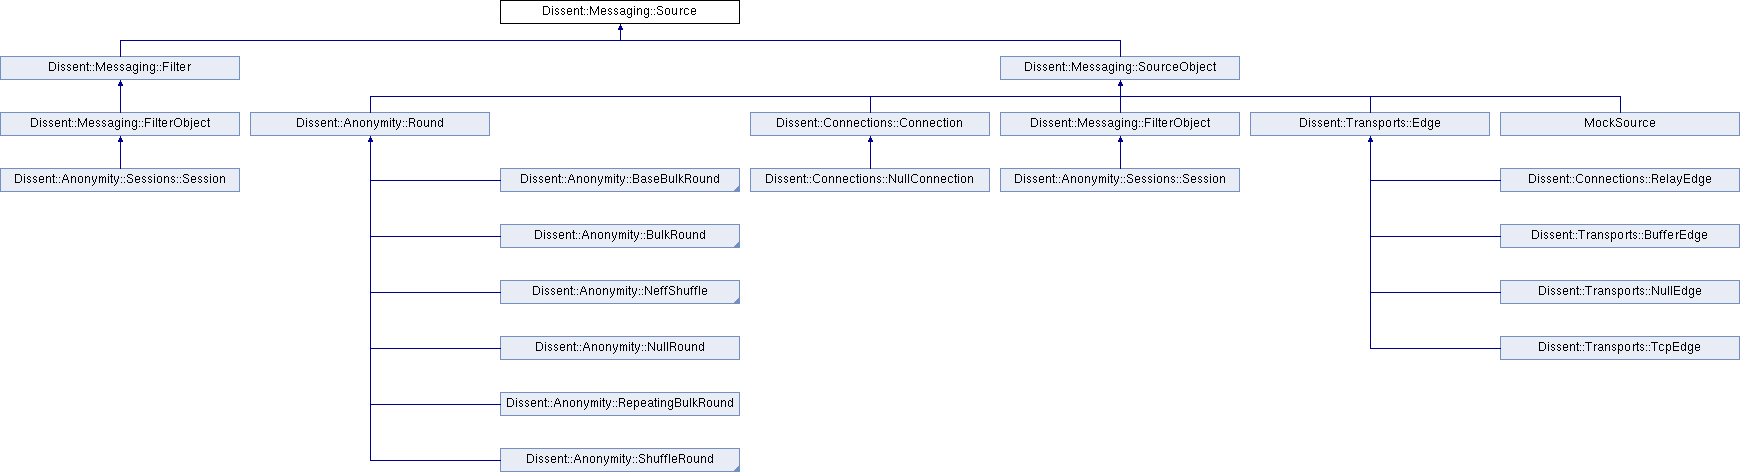 Dissent::Messaging::Source
Dissent::Messaging::Filter
Dissent::Messaging::SourceObject
Dissent::Messaging::FilterObject
Dissent::Anonymity::Round
Dissent::Connections::Connection
Dissent::Messaging::FilterObject
Dissent::Transports::Edge
MockSource
Dissent::Anonymity::Sessions::Session
Dissent::Anonymity::BaseBulkRound
Dissent::Connections::NullConnection
Dissent::Anonymity::Sessions::Session
Dissent::Connections::RelayEdge
Dissent::Anonymity::BulkRound
Dissent::Transports::BufferEdge
Dissent::Anonymity::NeffShuffle
Dissent::Transports::NullEdge
Dissent::Anonymity::NullRound
Dissent::Transports::TcpEdge
Dissent::Anonymity::RepeatingBulkRound
Dissent::Anonymity::ShuffleRound